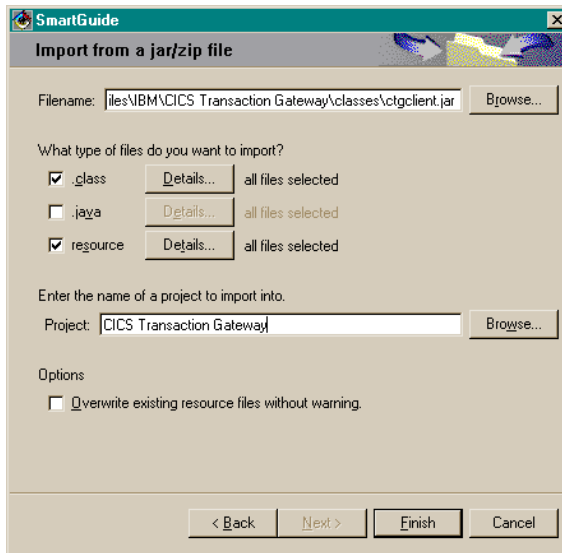 SmartGuide
Import from a jar/zip file
Filename: iles\IBM\CICS Transaction Gateway\classes\ctgclient.jar Browse...
What type of files do you want to import?
.class Details... all files selected
.java Details... all files selected
resource Details... all files selected
Enter the name of a project to import into.
Project: CICS Transaction Gateway Browse...
Options
Overwrite existing resource files without warning.
< Back Next > Finish Cancel